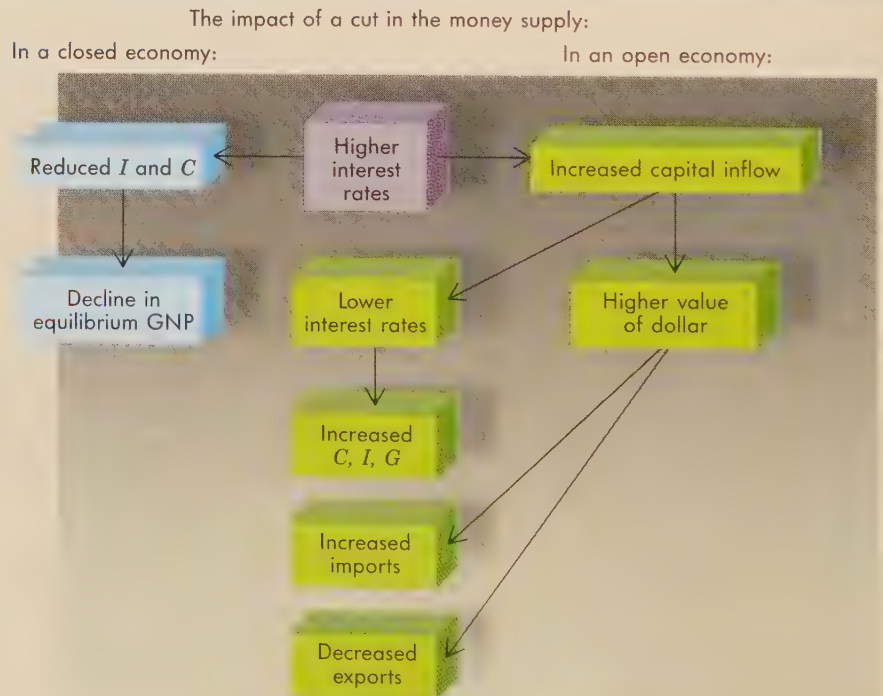 The impact of a cut in the money supply:
In a closed economy:
In an open economy:
Reduced I and C
Higher
interest
rates
Increased capital inflow
Decline in
equilibrium GNP
Lower
interest rates
Higher value
of dollar
Increased
C, I, G
Increased
imports
Decreased
exports